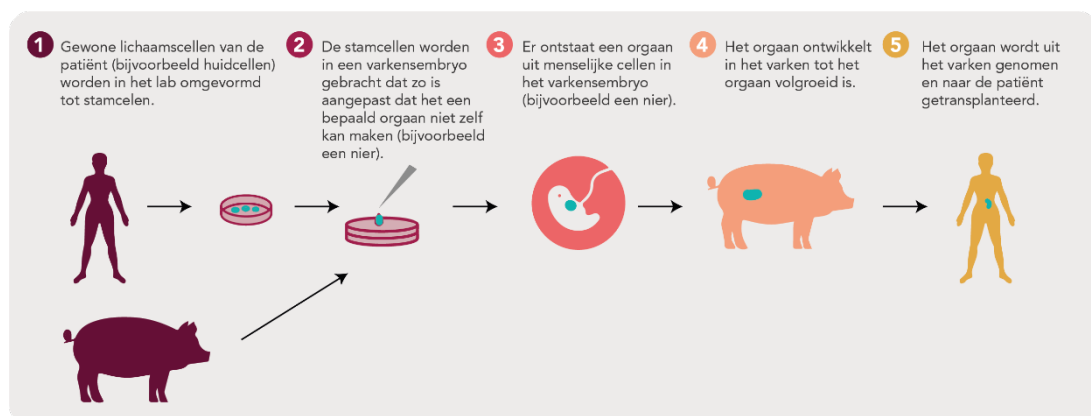 1 Gewone lichaamscellen van de
patiënt (bijvoorbeeld huidcellen)
worden in het lab omgevormd
tot stamcelen.
2 De stamcellen worden
in een varkensembryo
gebracht dat zo is
aangepast dat het een
bepaald orgaan niet zelf
kan maken (bijvoorbeeld
een nier).
3 Er ontstaat een orgaan
uit menselijke cellen in
het varkensembryo
(bijvoorbeeld een nier).
4 Het orgaan ontwikkelt
in het varken tot het
orgaan volgroeid is.
5 Het orgaan wordt uit
het varken genomen
en naar de patiënt
getransplanteerd.